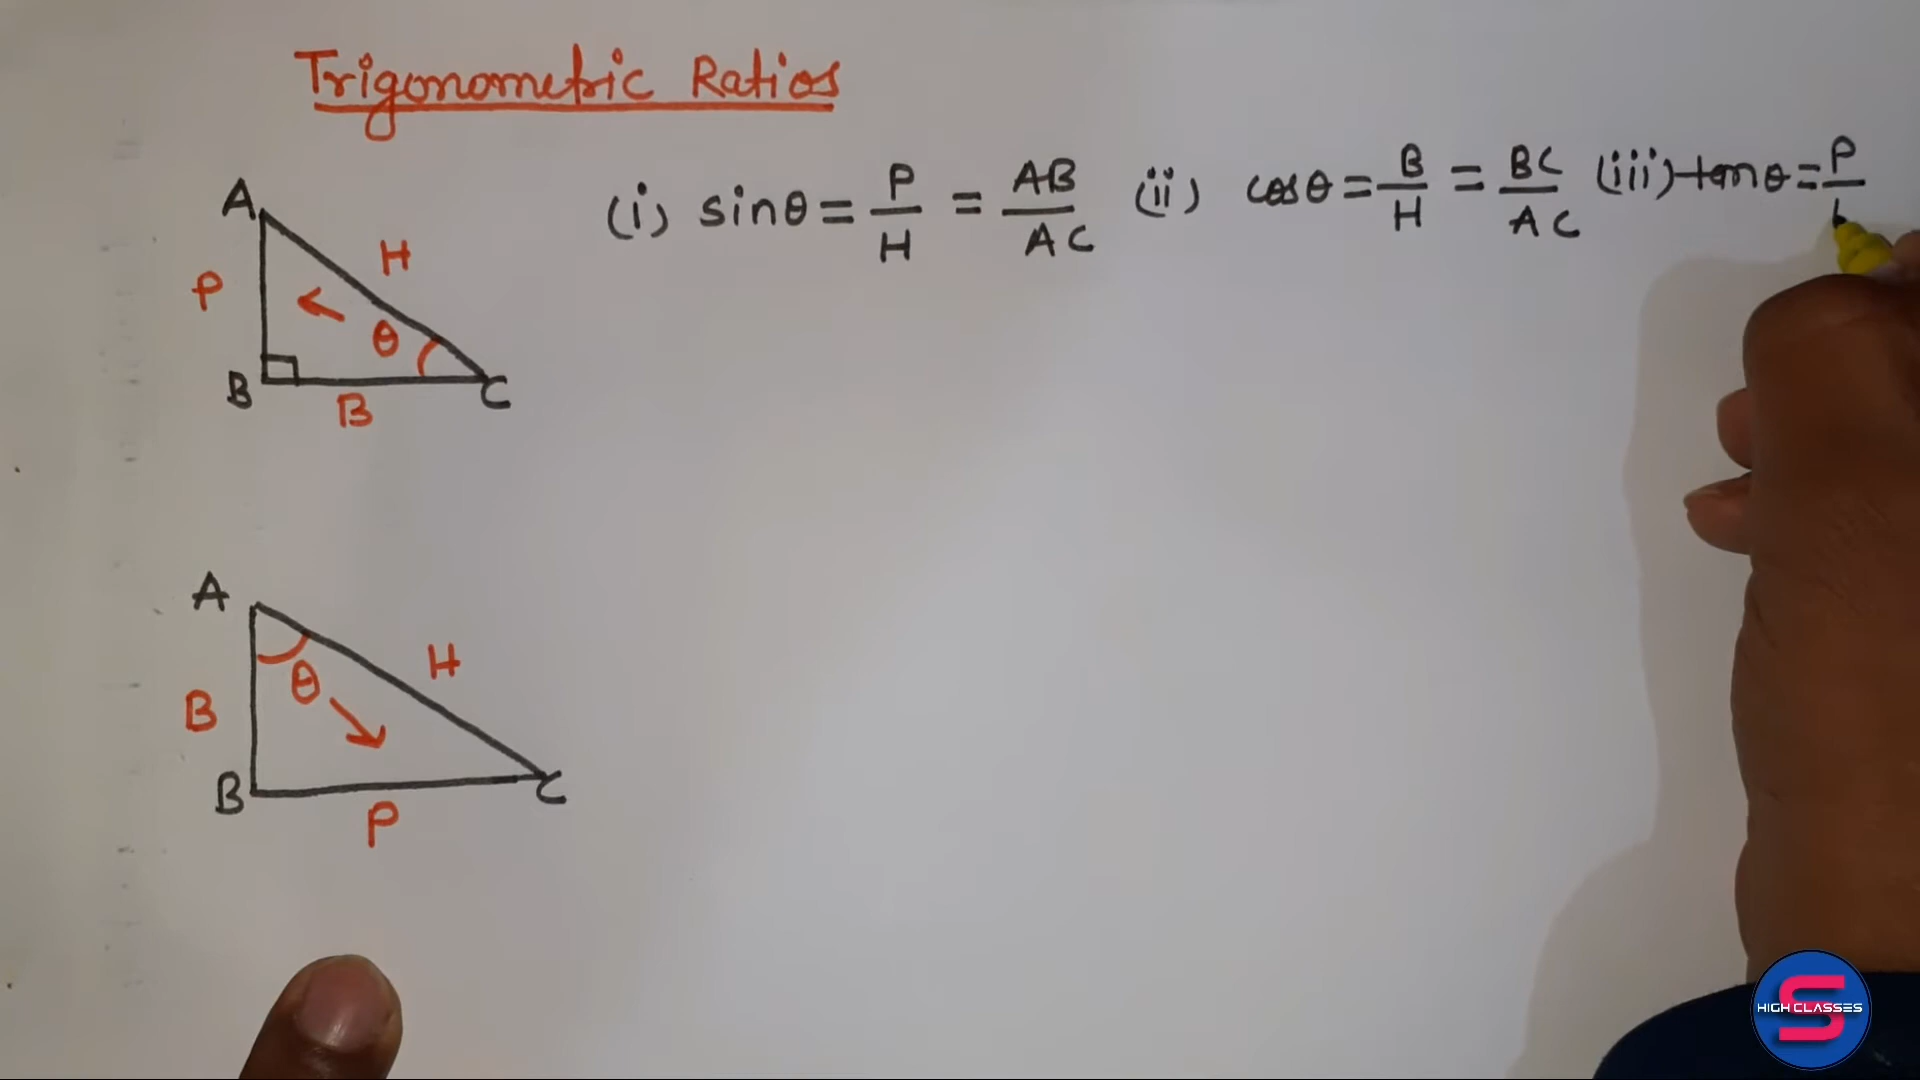 Trigonometric Ratios
(i) sinθ = P/H = AB/AC (ii) cosθ = B/H = BC/AC (iii) tanθ = P/
A
H
P
θ
B
C
B
A
H
θ
B
B
C
P
S
HIGH CLASSES